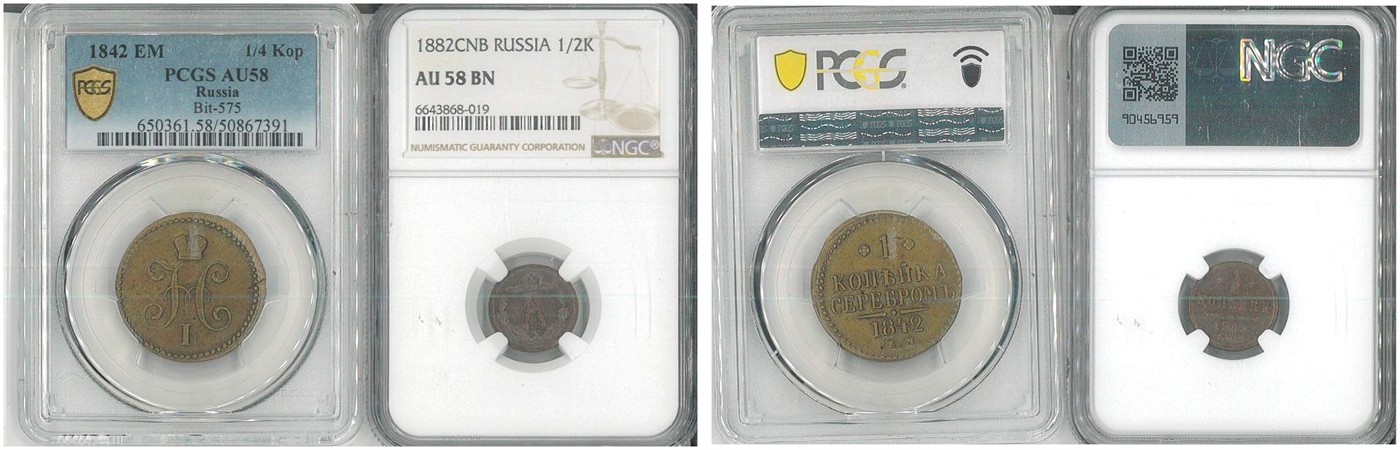 1842 EM 1/4 Kop
PCGS AU58
Russia
Bit-575
650361.58/50867391
PCGS
I
1882CNB RUSSIA 1/2K
AU 58 BN
6643868-019
NUMISMATIC GUARANTY CORPORATION NGC®
PCGS
1
КОПѢЙКА
СЕРЕБРОМЪ
1842
NGC
90456959